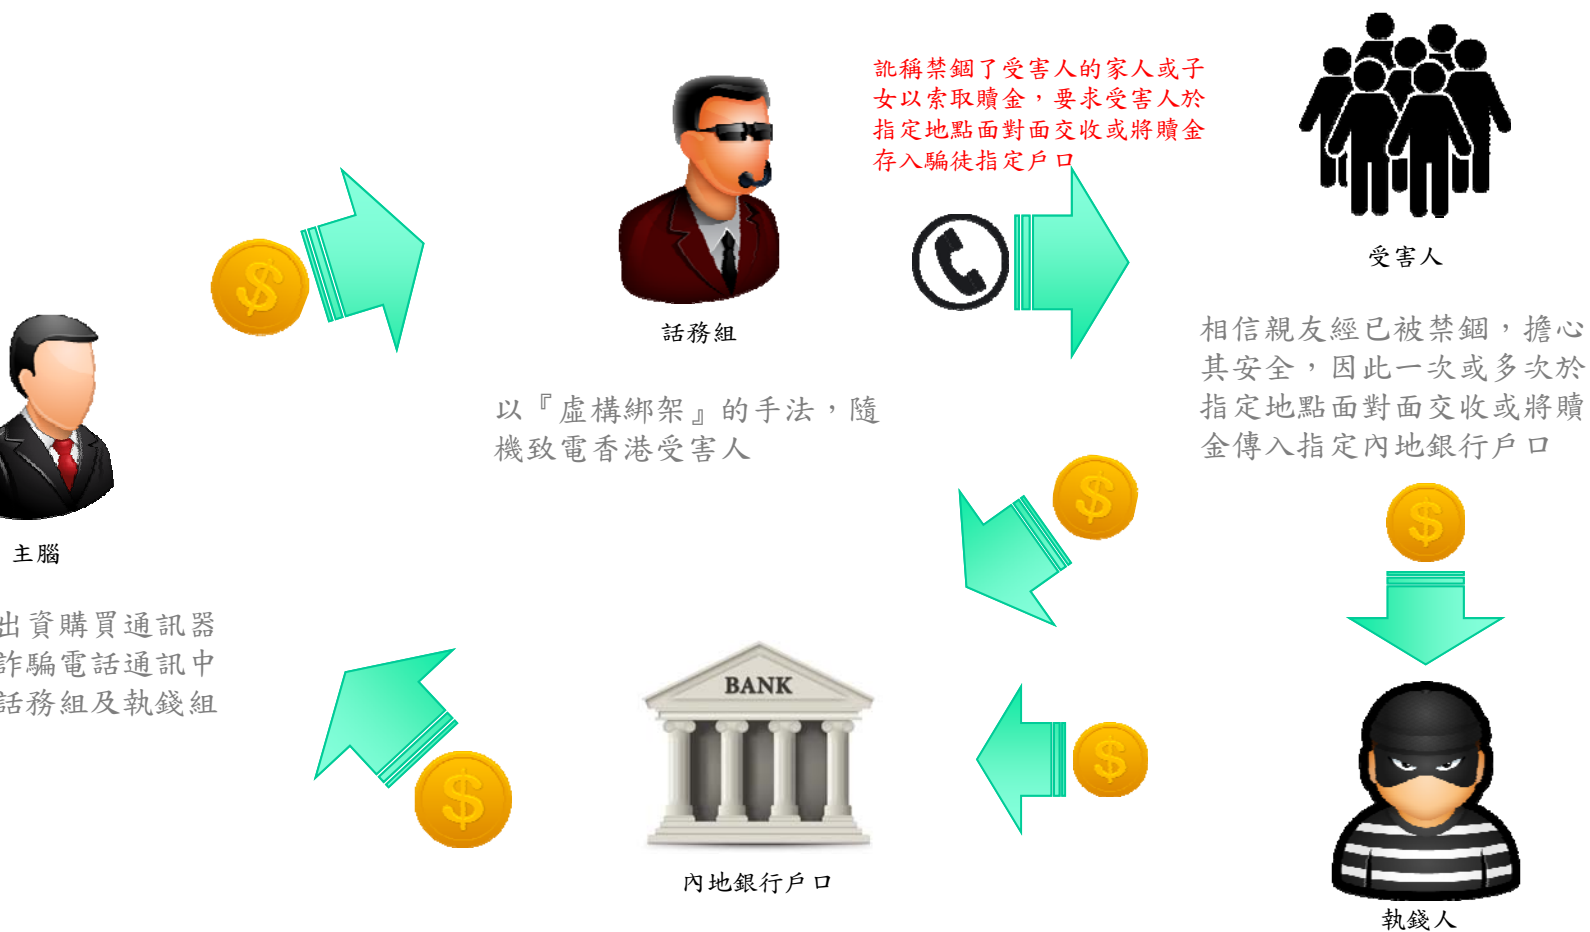 訛稱禁錮了受害人的家人或子
女以索取贖金，要求受害人於
指定地點面對面交收或將贖金
存入騙徒指定戶口
受害人
話務組
相信親友經已被禁錮，擔心
其安全，因此一次或多次於
指定地點面對面交收或將贖
金傳入指定內地銀行戶口
以『虛構綁架』的手法，隨
機致電香港受害人
主腦
出資購買通訊器
詐騙電話通訊中
話務組及執錢組
BANK
內地銀行戶口
執錢人